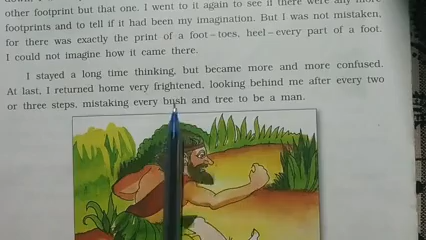 other footprint but that one. I went to it again to see if there were any more
footprints and to tell if it had been my imagination. But I was not mistaken,
for there was exactly the print of a foot – toes, heel – every part of a foot.
I could not imagine how it came there.
I stayed a long time thinking, but became more and more confused.
At last, I returned home very frightened, looking behind me after every two
or three steps, mistaking every bush and tree to be a man.